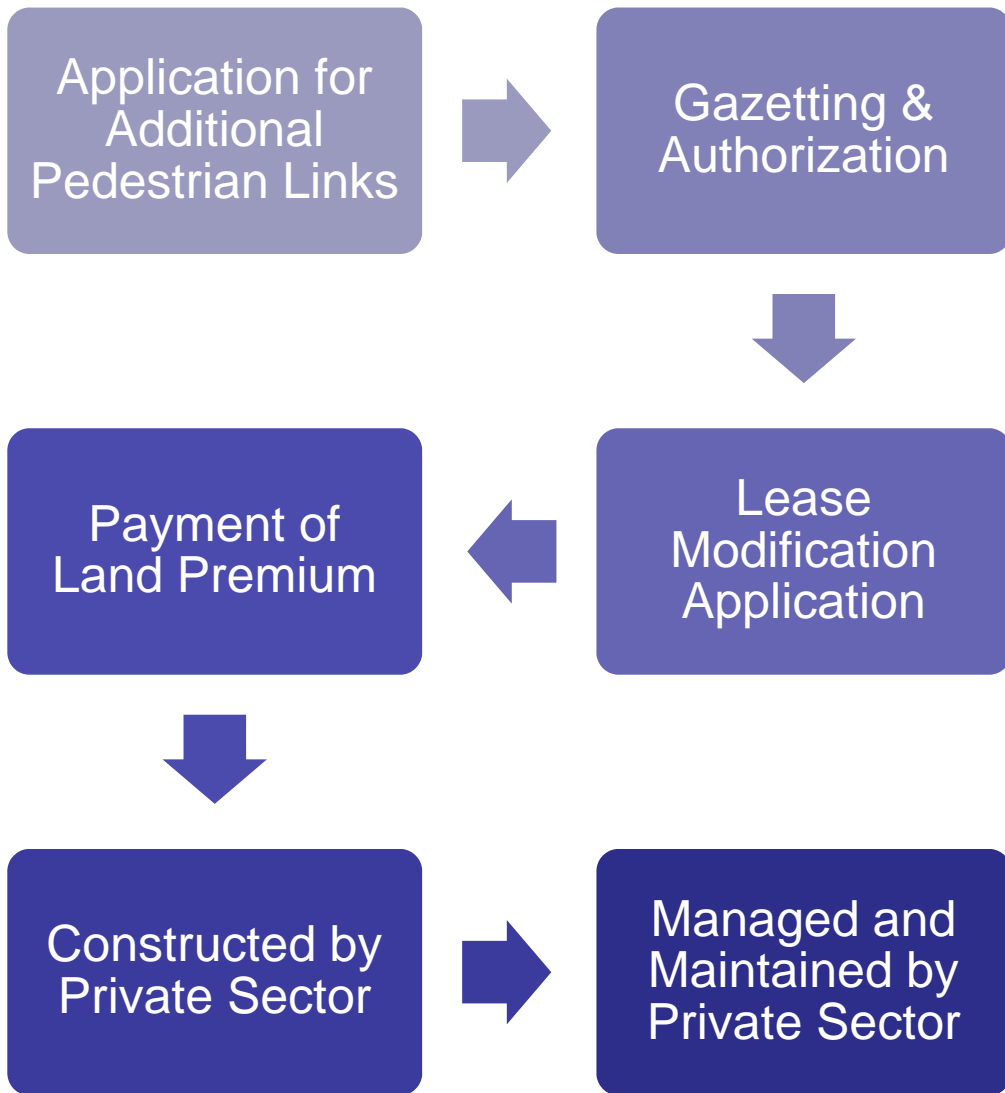 Application for
Additional
Pedestrian Links
Gazetting &
Authorization
Lease
Modification
Application
Payment of
Land Premium
Constructed by
Private Sector
Managed and
Maintained by
Private Sector